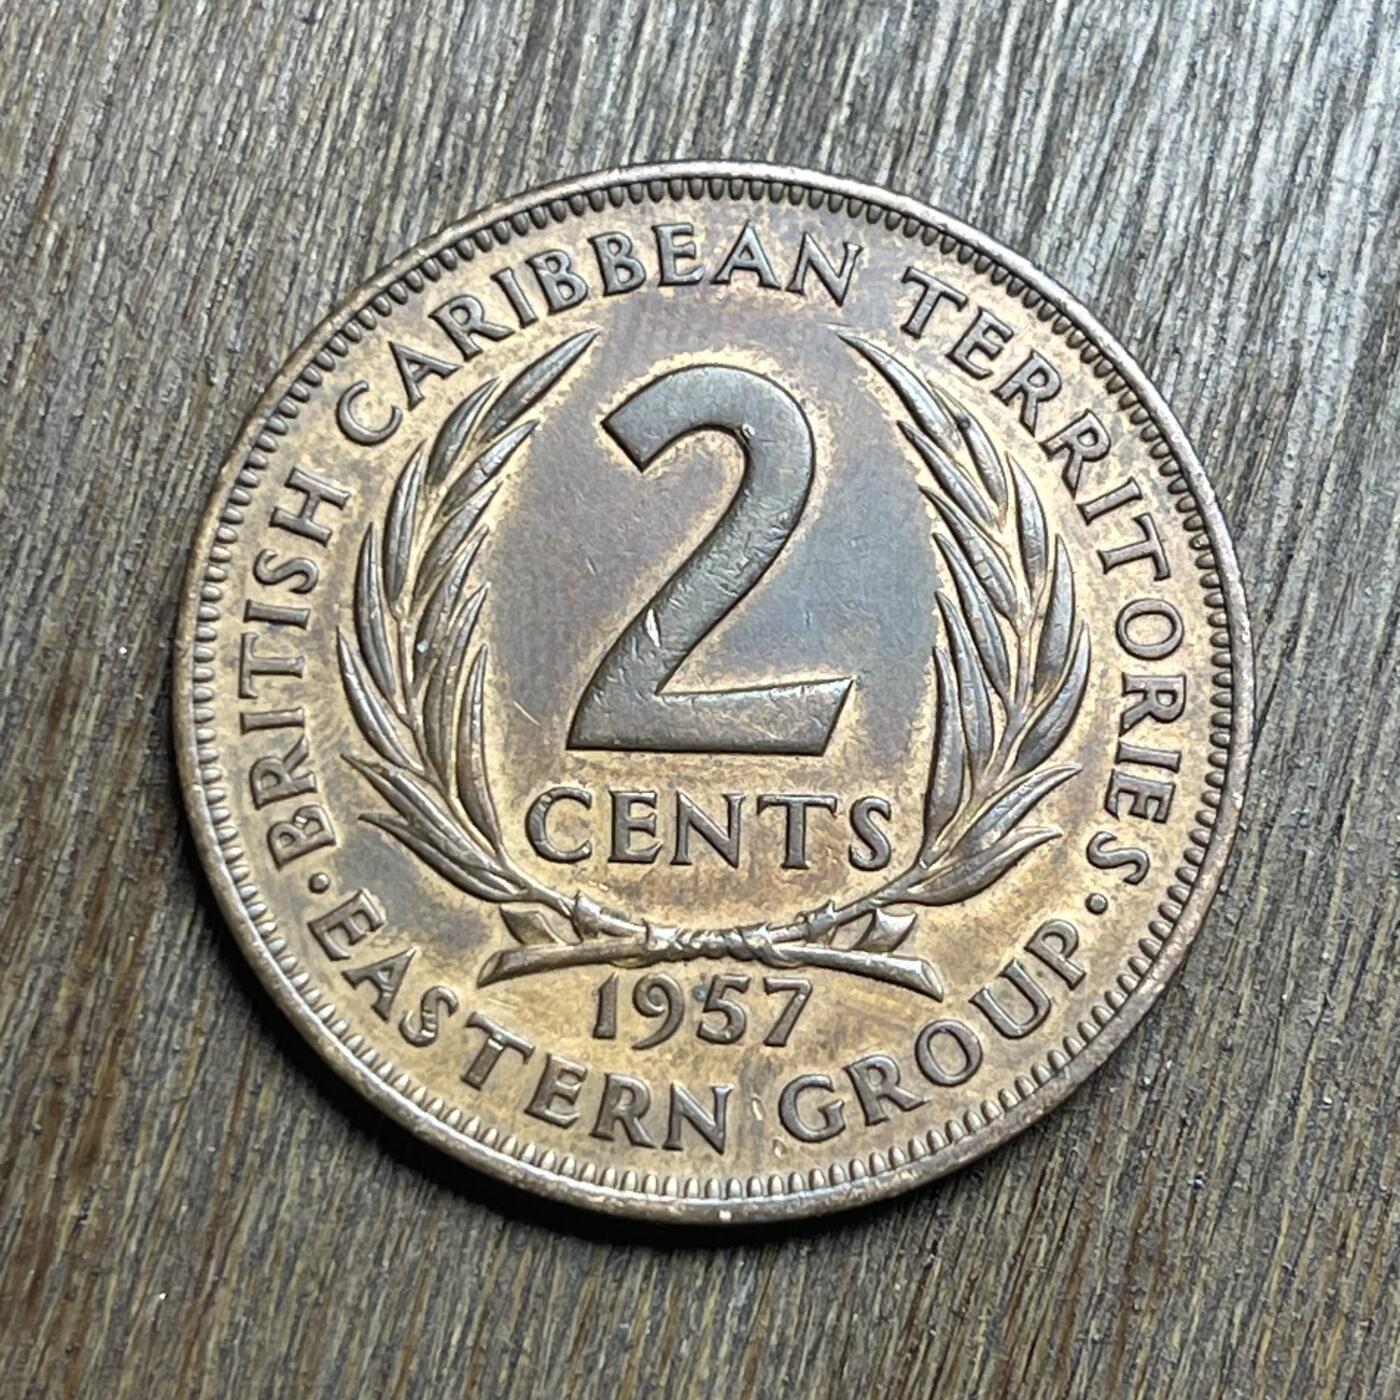 BRITISH CARIBBEAN TERRITORIES
2
CENTS
1957
· EASTERN GROUP ·